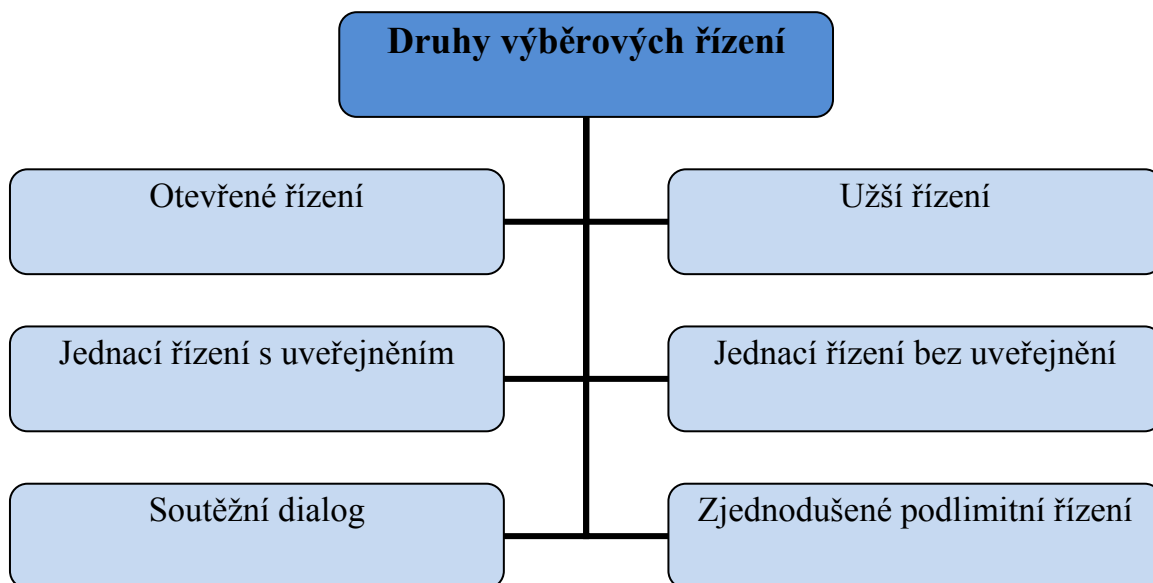 Druhy výběrových řízení
Otevřené řízení
Užší řízení
Jednací řízení s uveřejněním
Jednací řízení bez uveřejnění
Soutěžní dialog
Zjednodušené podlimitní řízení